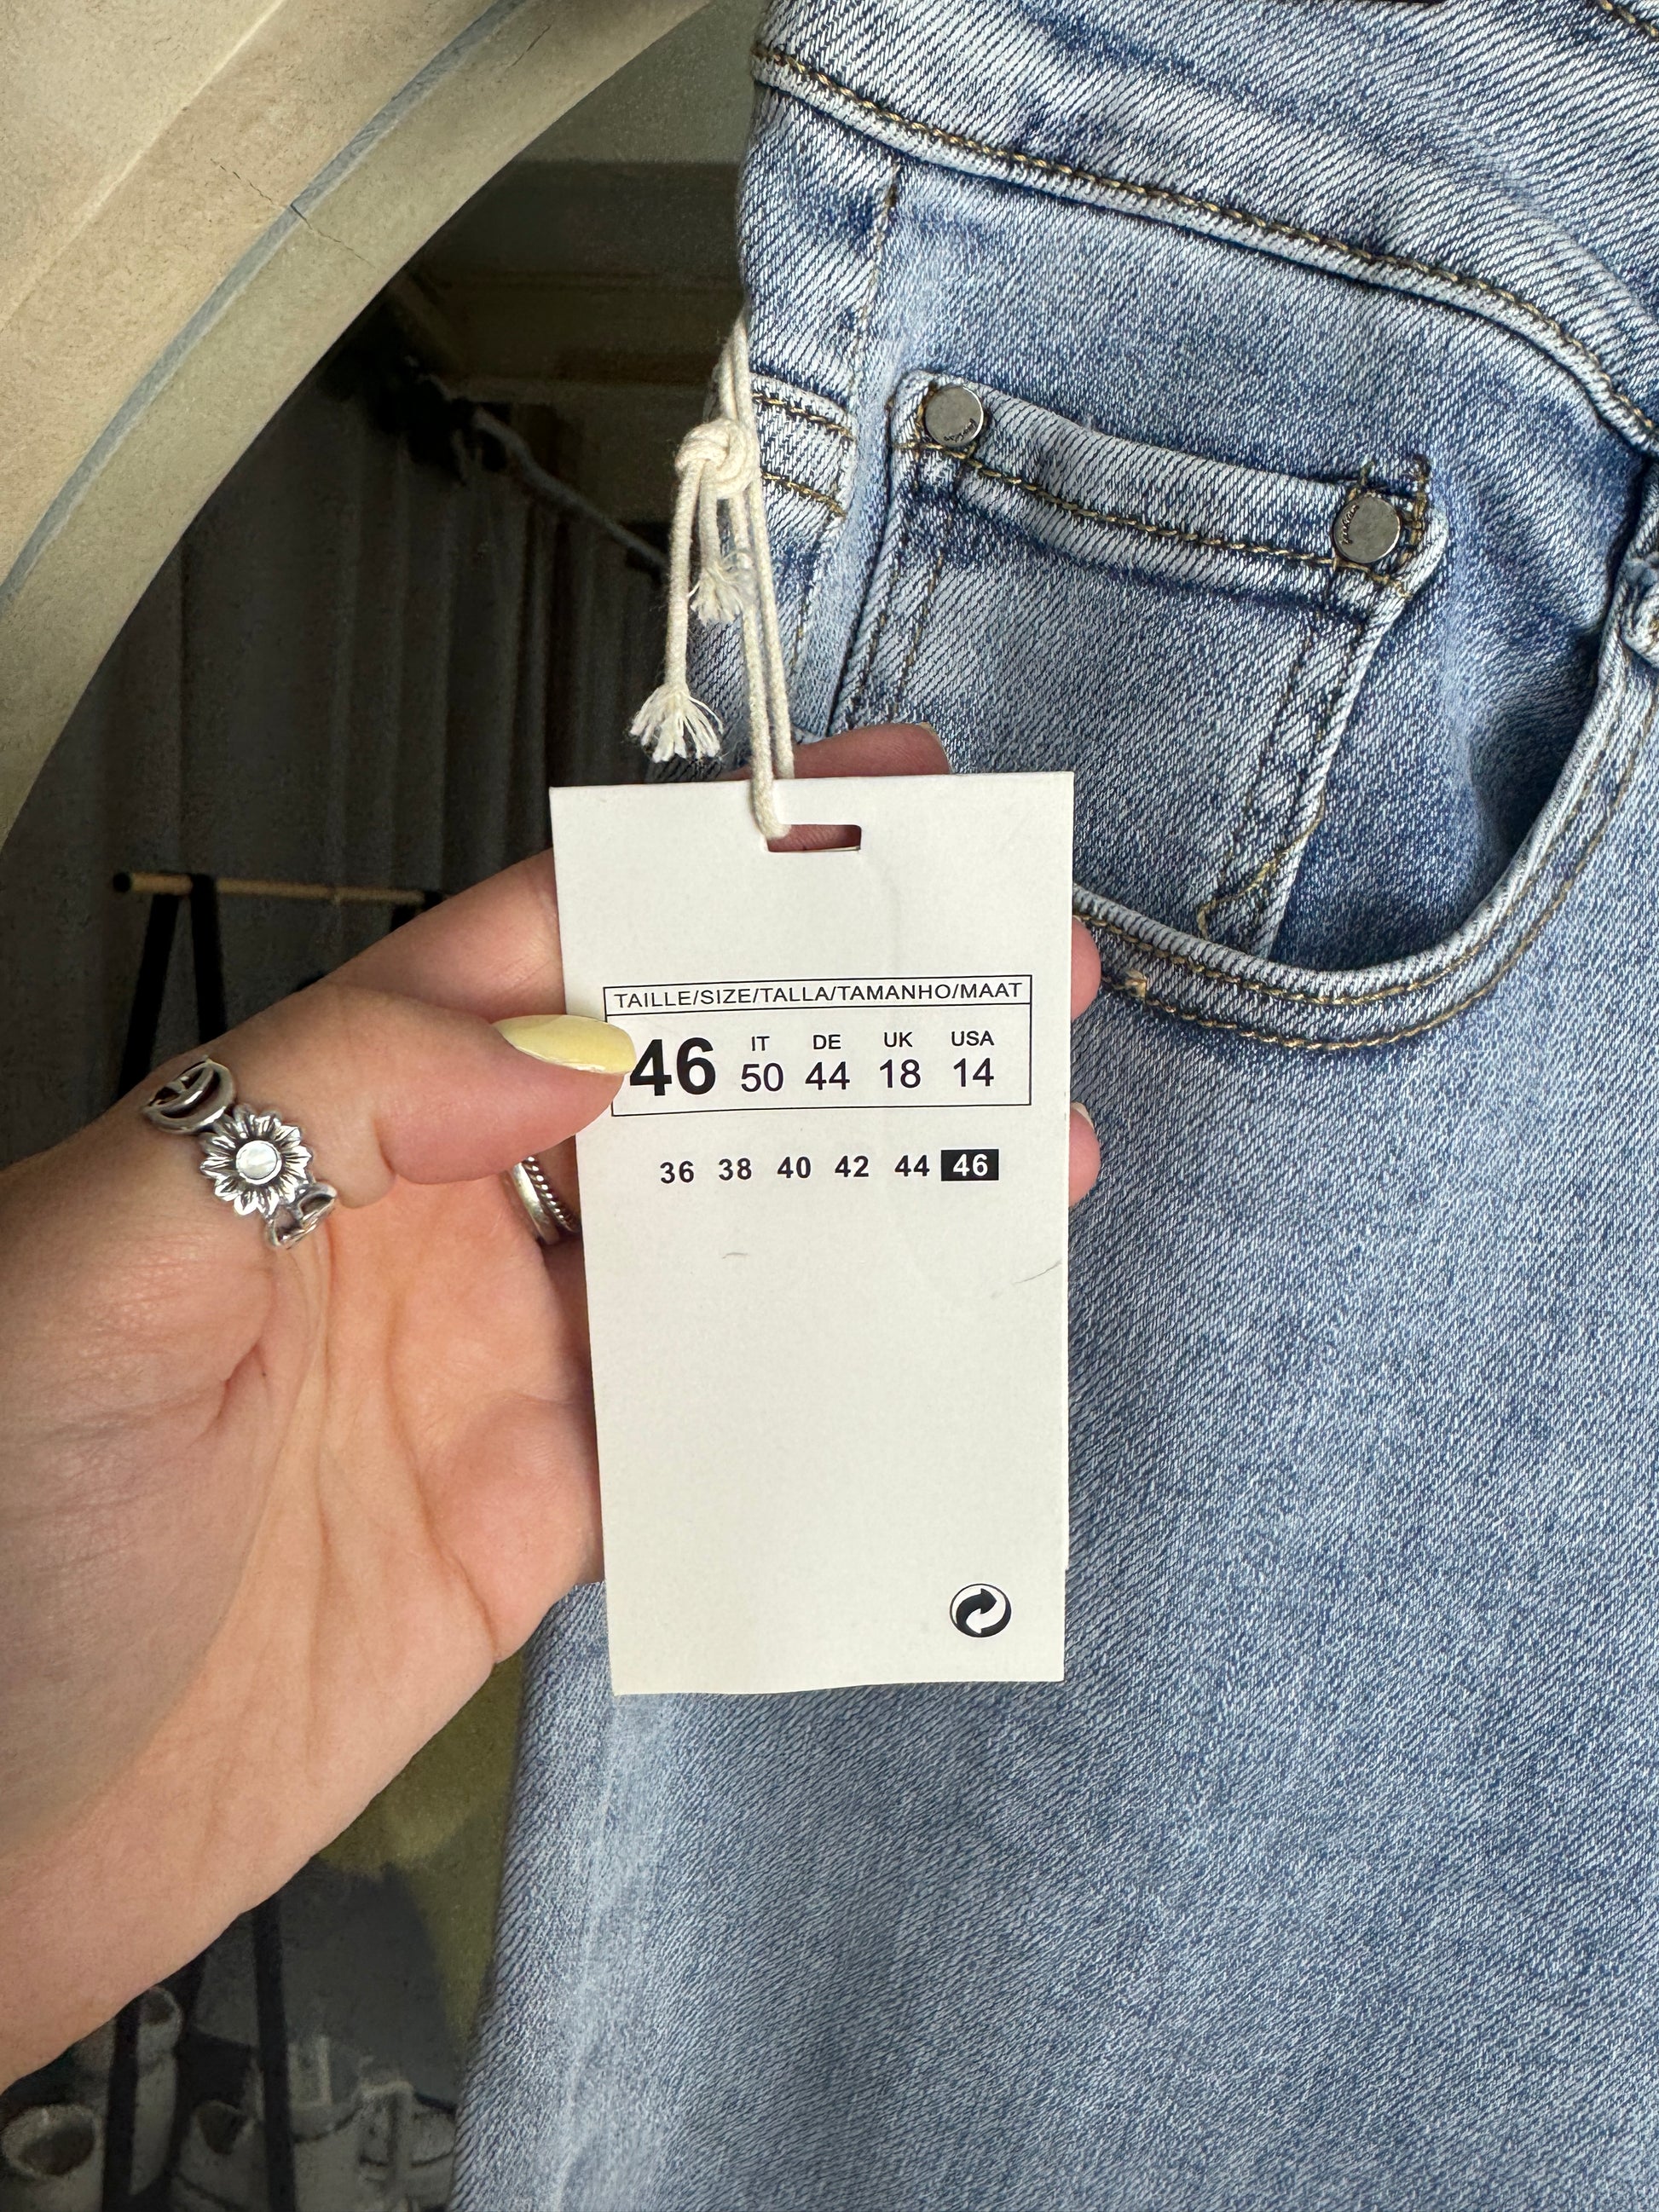 TAILLE/SIZE/TALLA/TAMANHO/MAAT
IT DE UK USA
46 50 44 18 14
36 38 40 42 44 46